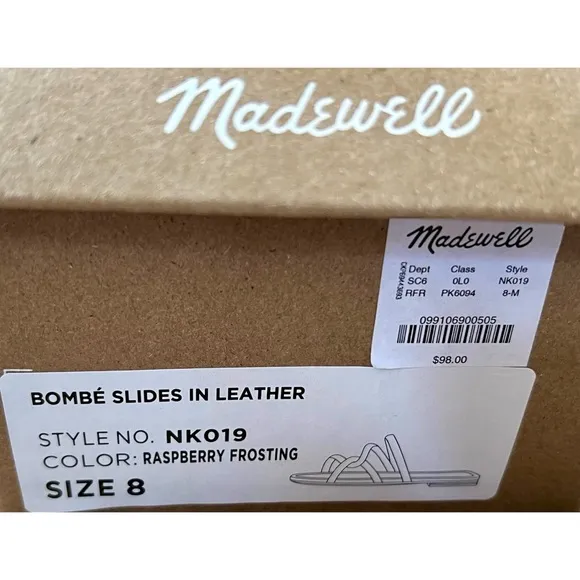 Madewell
Madewell
Dept Class Style
SC6 0L0 NK019
RFR PK6094 8-M
099106900505
$98.00
BOMBÉ SLIDES IN LEATHER
STYLE NO. NK019
COLOR: RASPBERRY FROSTING
SIZE 8